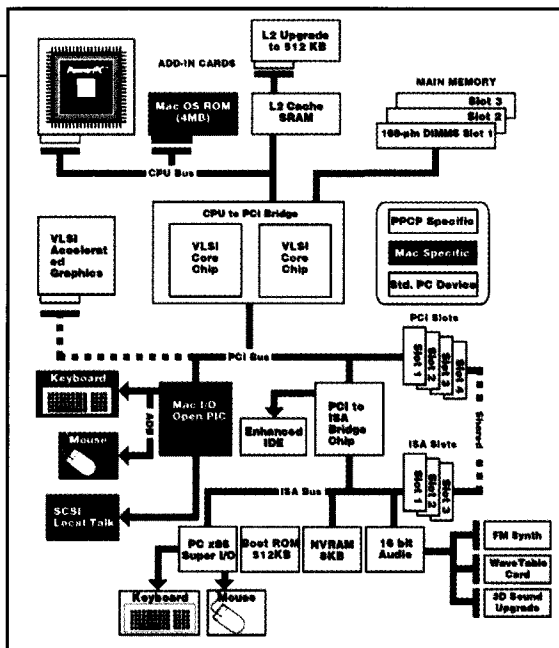 L2 Upgrade
to 512 KB
ADD-IN CARDS
MAIN MEMORY
PowerPC
Mac OS ROM
(4MB)
L2 Cache
SRAM
Slot 3
Slot 2
168-pin DIMMS Slot 1
CPU Bus
CPU to PCI Bridge
VLSI
Core
Chip
VLSI
Core
Chip
VLSI
Accelerat
ed
Graphics
PPCP Specific
Mac Specific
Std. PC Device
PCI Slots
PCI Bus
Slot 1
Slot 2
Slot 3
Slot 4
Keyboard
Mac I/O
Open PIC
ADB
Mouse
Enhanced
IDE
PCI to
ISA
Bridge
Chip
Shared
ISA Slots
Slot 1
Slot 2
Slot 3
SCSI
Local Talk
ISA Bus
PC x86
Super I/O
Boot ROM
512KB
NVRAM
8KB
16 bit
Audio
FM Synth
WaveTable
Card
3D Sound
Upgrade
Keyboard
Mouse